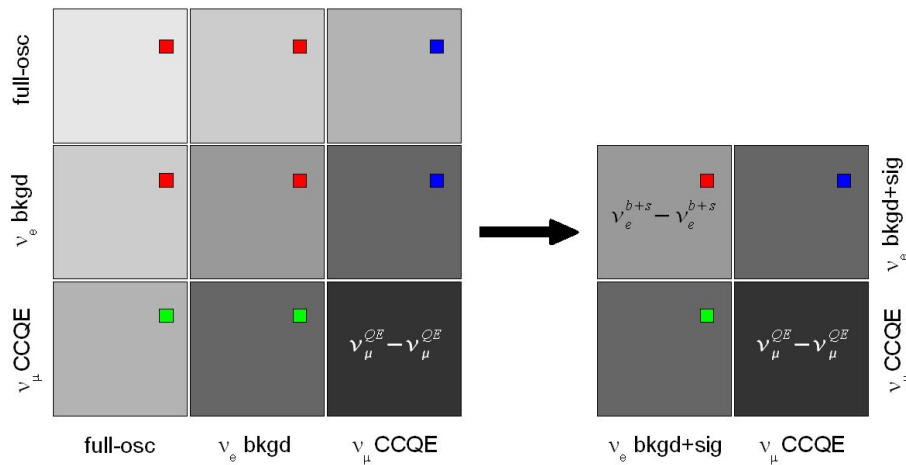 full-osc
ν_e bkgd
ν_μ CCQE
ν_μ^{QE} − ν_μ^{QE}
full-osc
ν_e bkgd
ν_μ CCQE
ν_e^{b+s} − ν_e^{b+s}
ν_e bkgd+sig
ν_μ^{QE} − ν_μ^{QE}
ν_μ CCQE
ν_e bkgd+sig
ν_μ CCQE